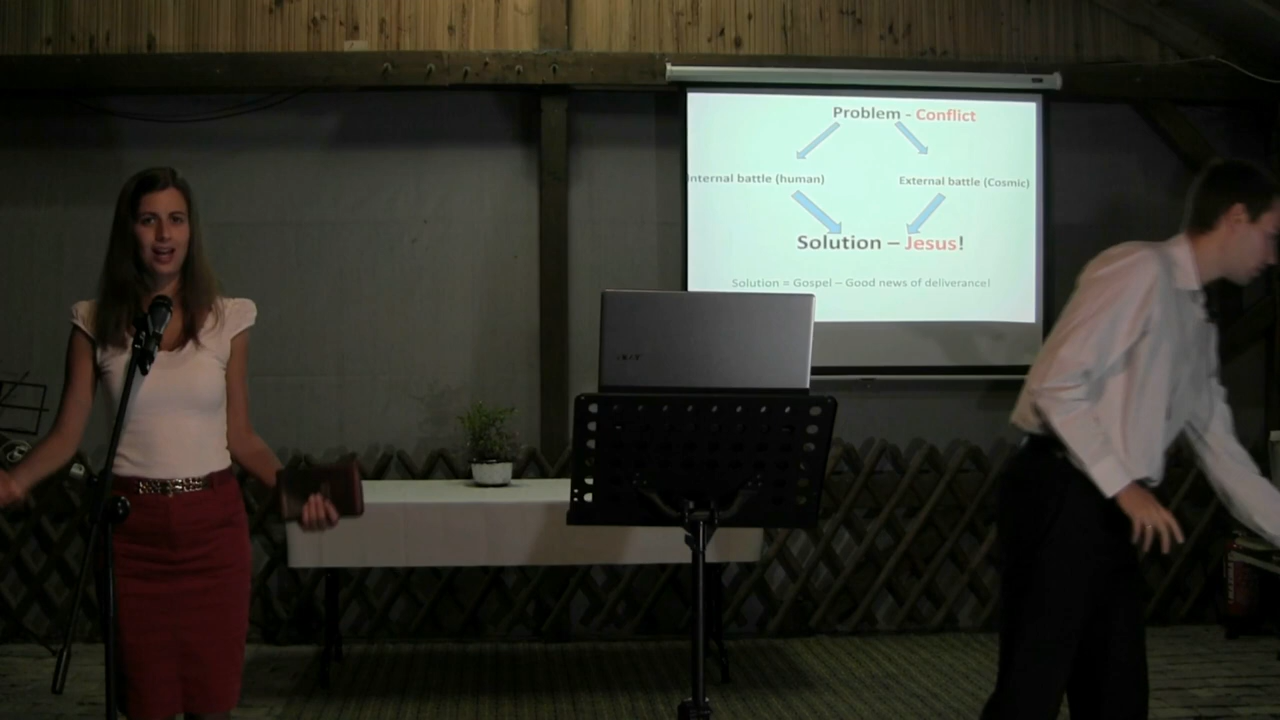 Problem - Conflict
Internal battle (human)
External battle (Cosmic)
Solution – Jesus!
Solution = Gospel – Good news of deliverance!